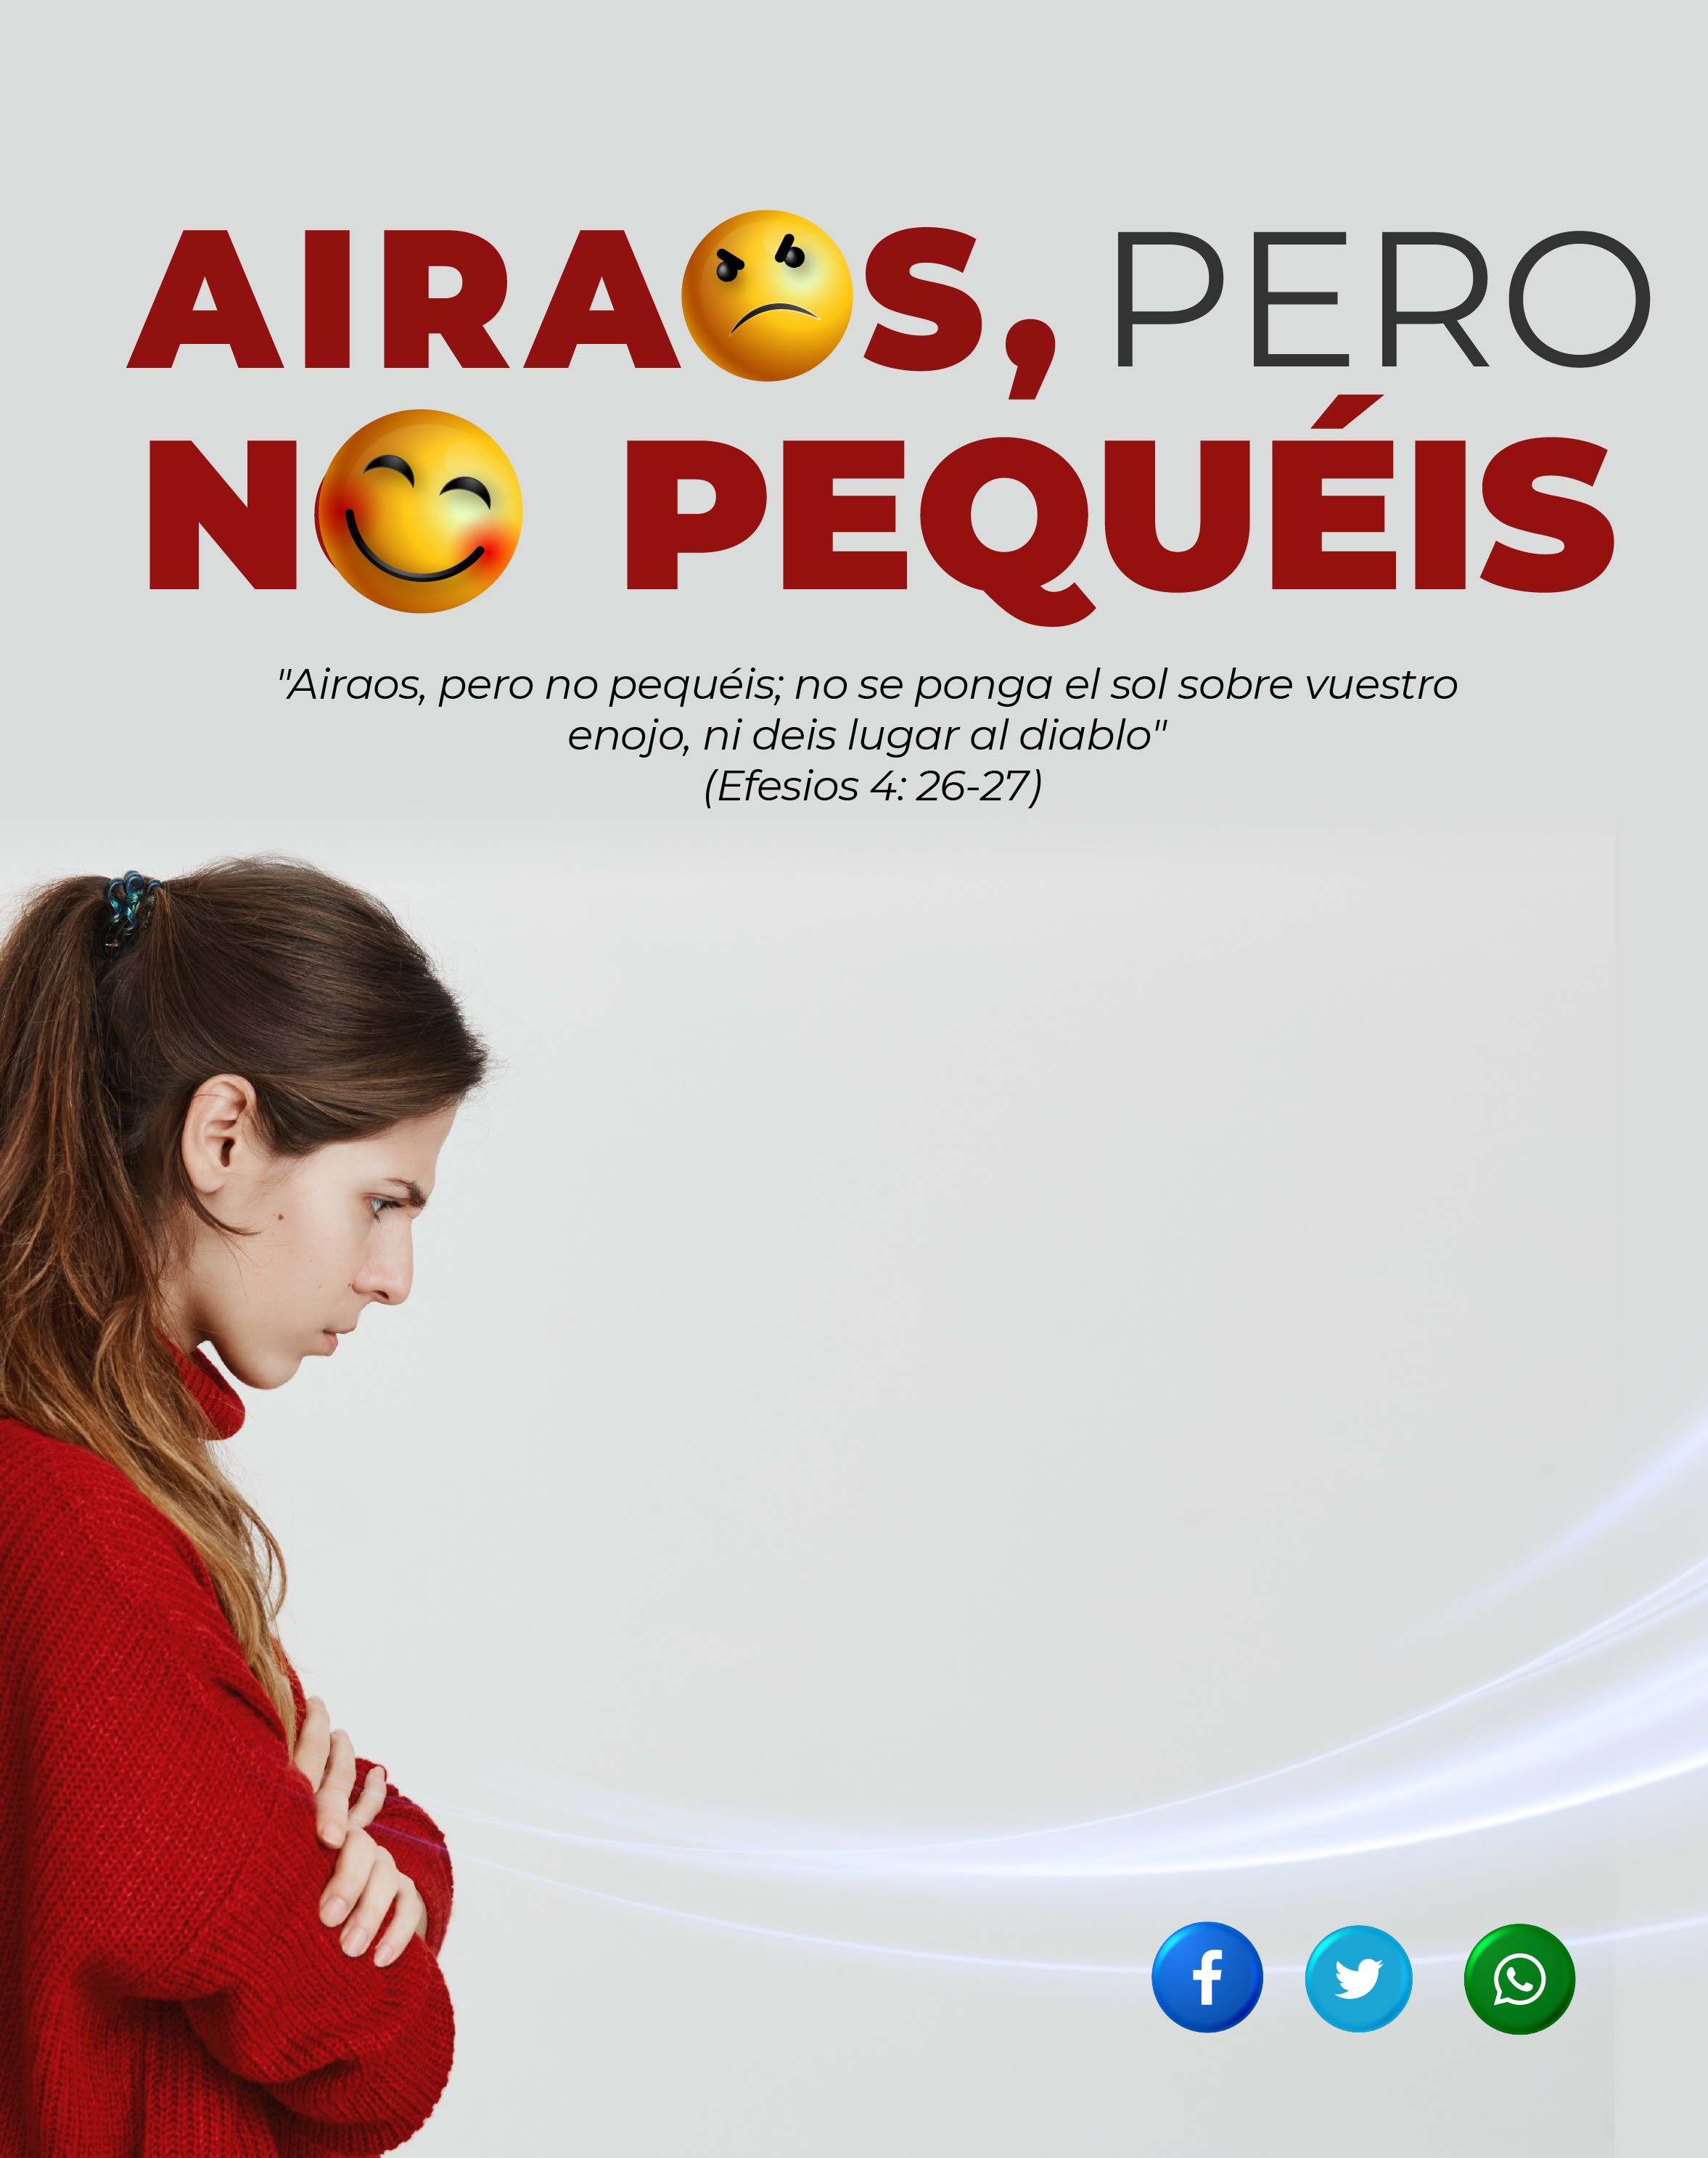 AIRAOS, PERO
NO PEQUÉIS
"Airaos, pero no pequéis; no se ponga el sol sobre vuestro
enojo, ni deis lugar al diablo"
(Efesios 4: 26-27)